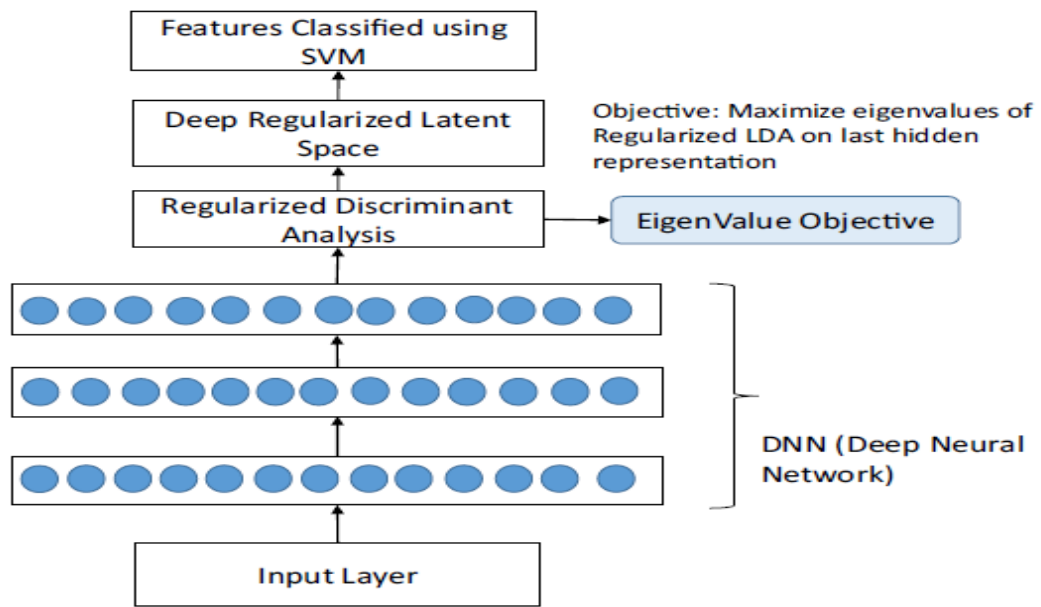 Features Classified using
SVM
Deep Regularized Latent
Space
Objective: Maximize eigenvalues of
Regularized LDA on last hidden
representation
Regularized Discriminant
Analysis
EigenValue Objective
DNN (Deep Neural
Network)
Input Layer